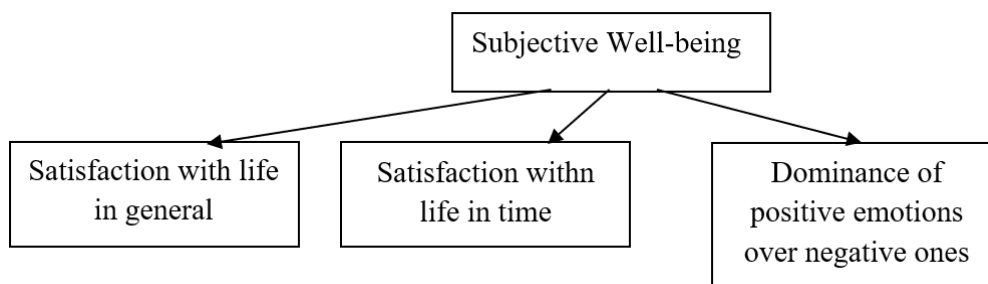 Subjective Well-being
Satisfaction with life
in general
Satisfaction withn
life in time
Dominance of
positive emotions
over negative ones